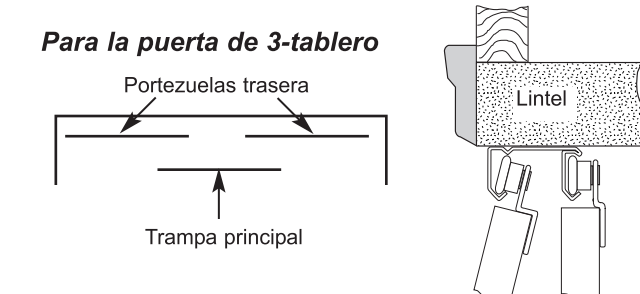 Para la puerta de 3-tablero
Portezuelas trasera
Lintel
Trampa principal